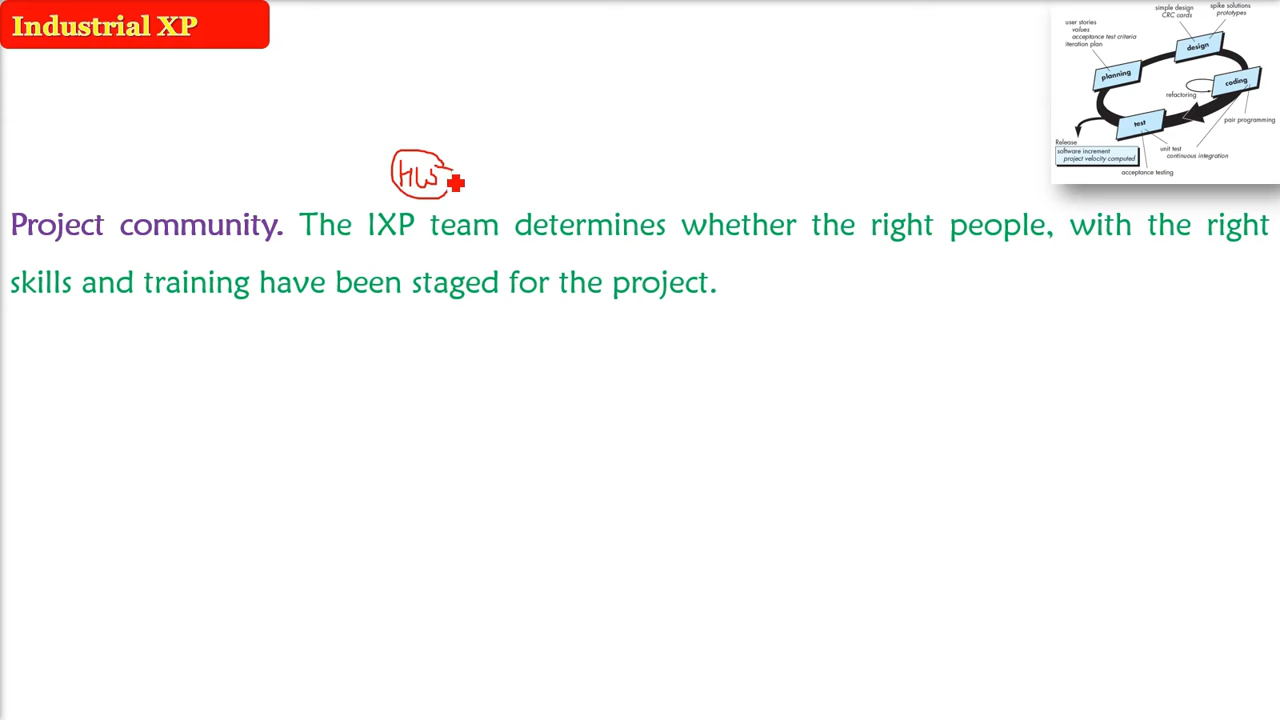 Industrial XP
simple design
CRC cards
spike solutions
prototypes
user stories
values
acceptance test criteria
iteration plan
design
planning
coding
refactoring
test
pair programming
Release
software increment
project velocity computed
unit test
continuous integration
acceptance testing
Project community. The IXP team determines whether the right people, with the right
skills and training have been staged for the project.